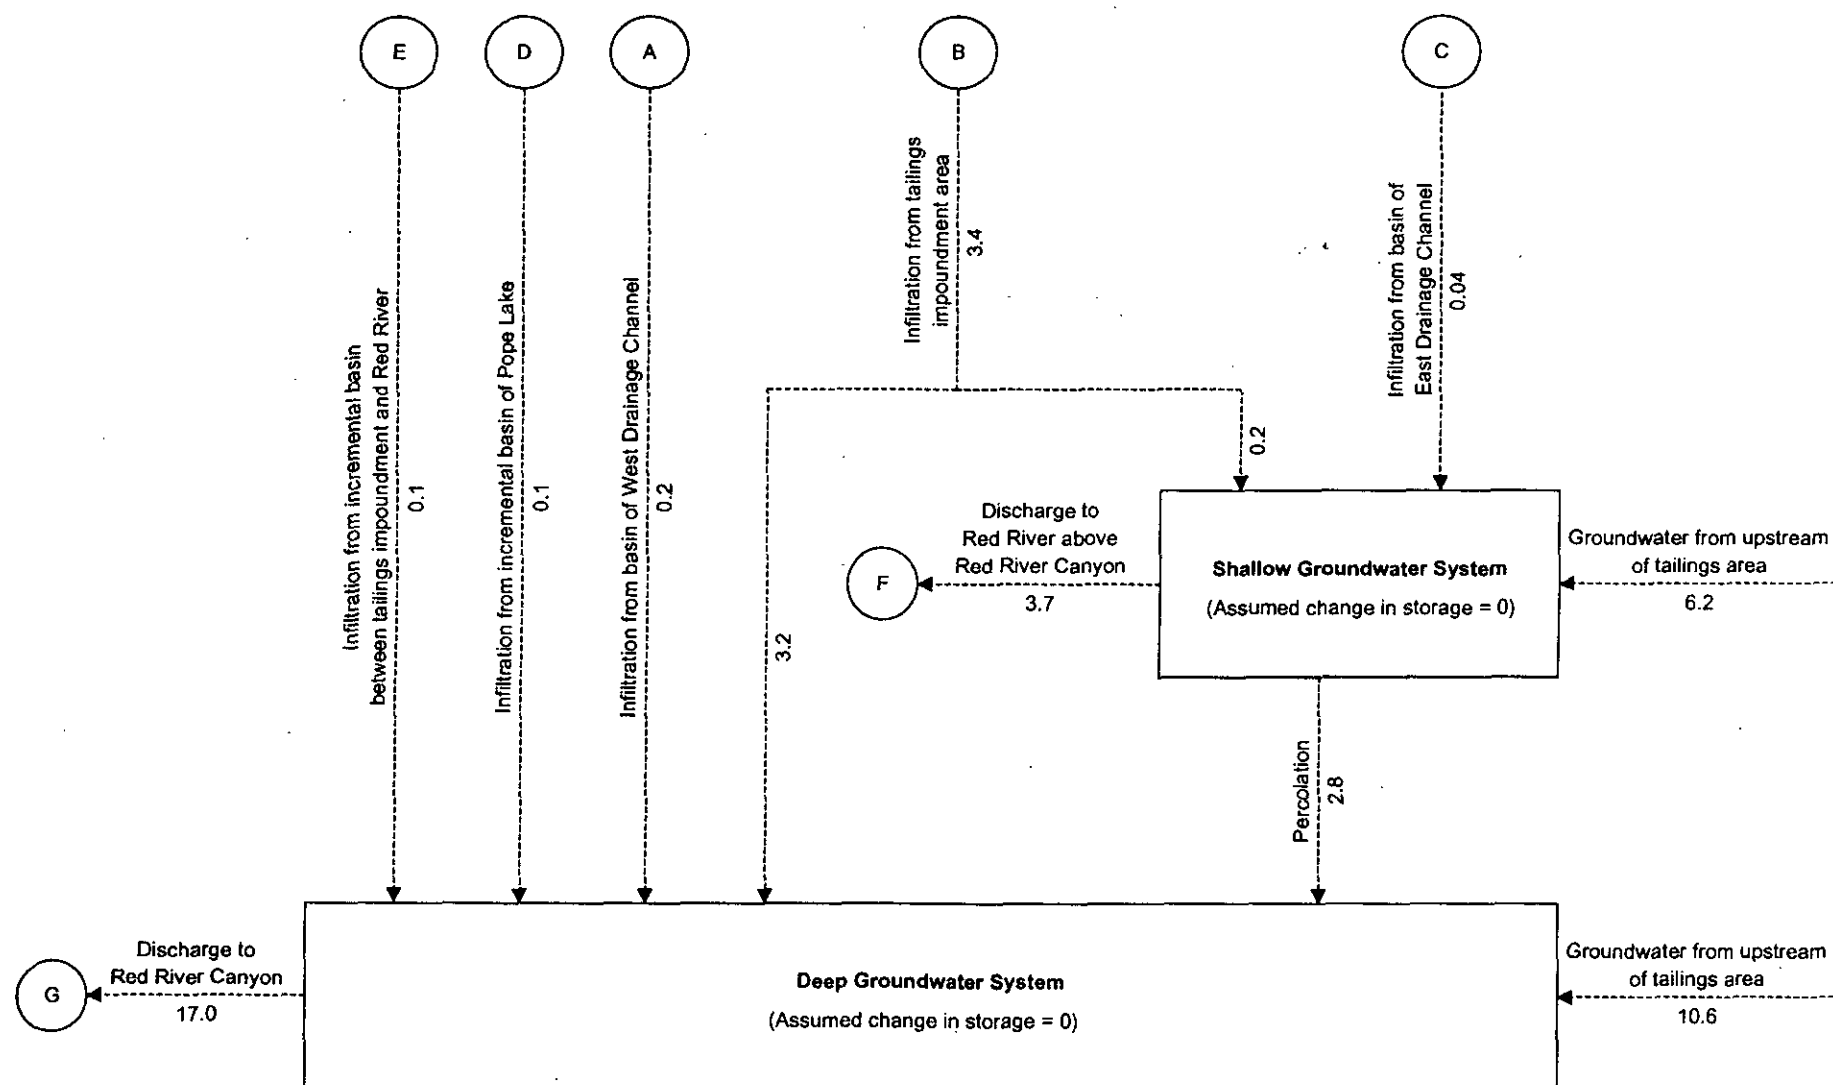 E
D
A
B
C
Infiltration from incremental basin
between tailings impoundment and Red River
0.1
Infiltration from incremental basin of Pope Lake
0.1
Infiltration from basin of West Drainage Channel
0.2
Infiltration from tailings
impoundment area
3.4
Infiltration from basin of
East Drainage Channel
0.04
3.2
0.2
Discharge to
Red River above
Red River Canyon
3.7
F
Shallow Groundwater System
(Assumed change in storage = 0)
Groundwater from upstream
of tailings area
6.2
Percolation
2.8
G
Discharge to
Red River Canyon
17.0
Deep Groundwater System
(Assumed change in storage = 0)
Groundwater from upstream
of tailings area
10.6